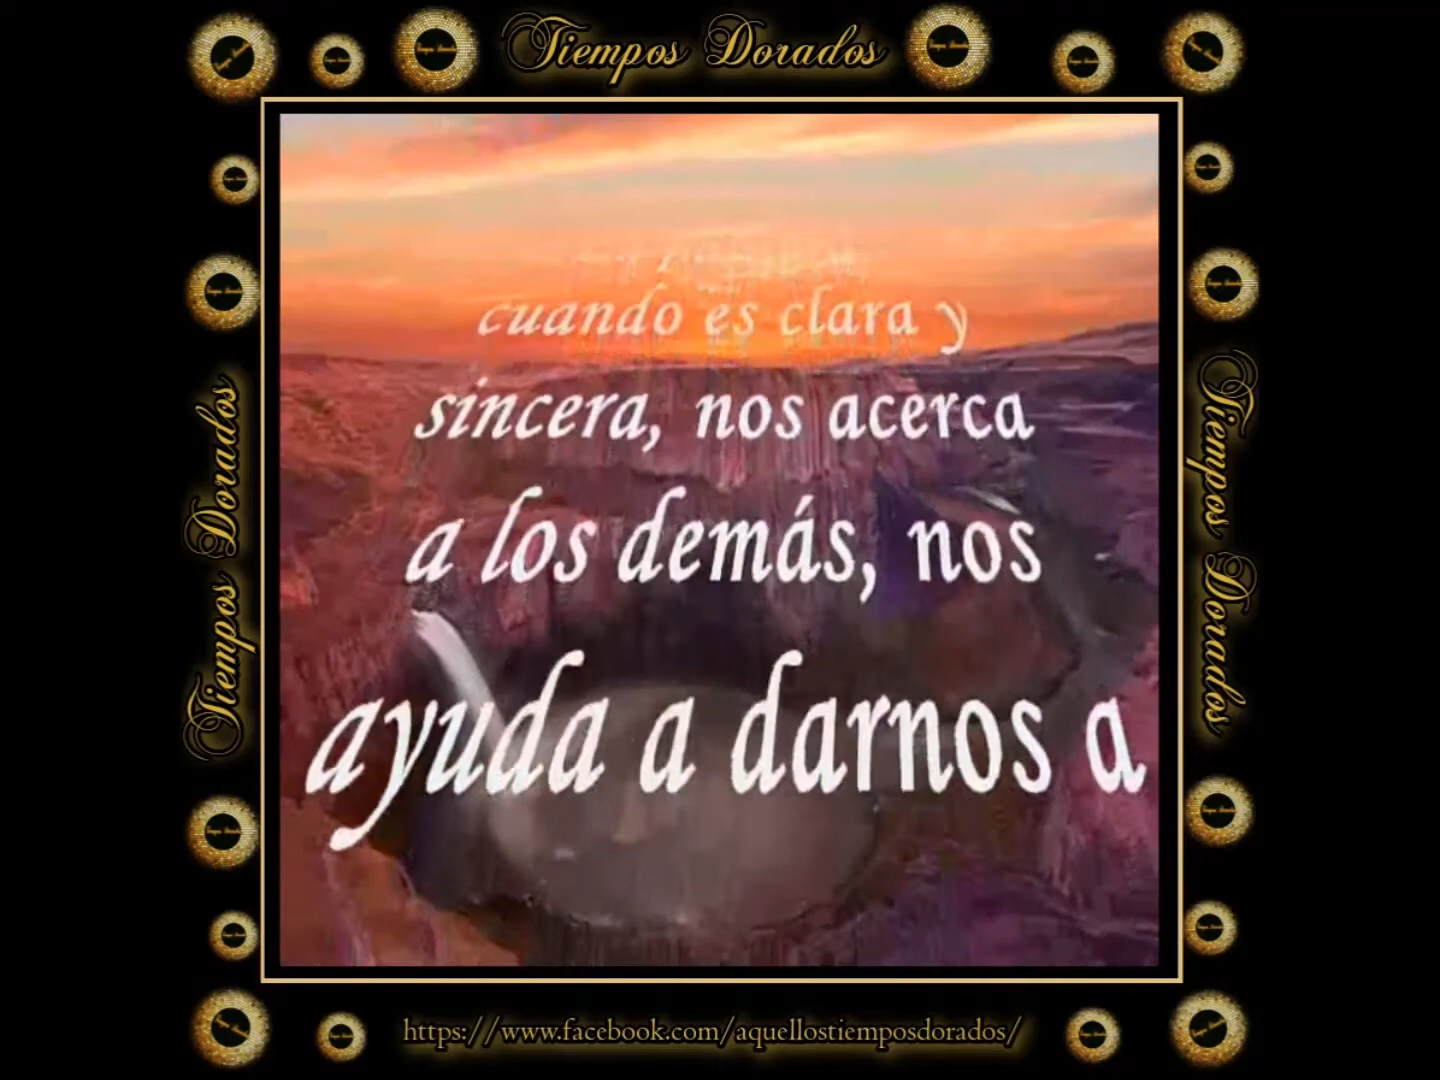 Tiempos Dorados
cuando es clara y
sincera, nos acerca
a los demás, nos
ayuda a darnos a
Tiempos Dorados
Tiempos Dorados
https://www.facebook.com/aquellostiemposdorados/